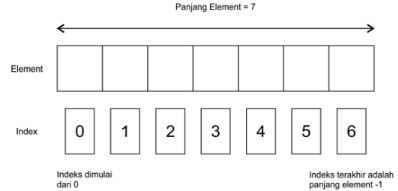 Panjang Element = 7
Element
Index
0 1 2 3 4 5 6
Indeks dimulai
dari 0
Indeks terakhir adalah
panjang element -1